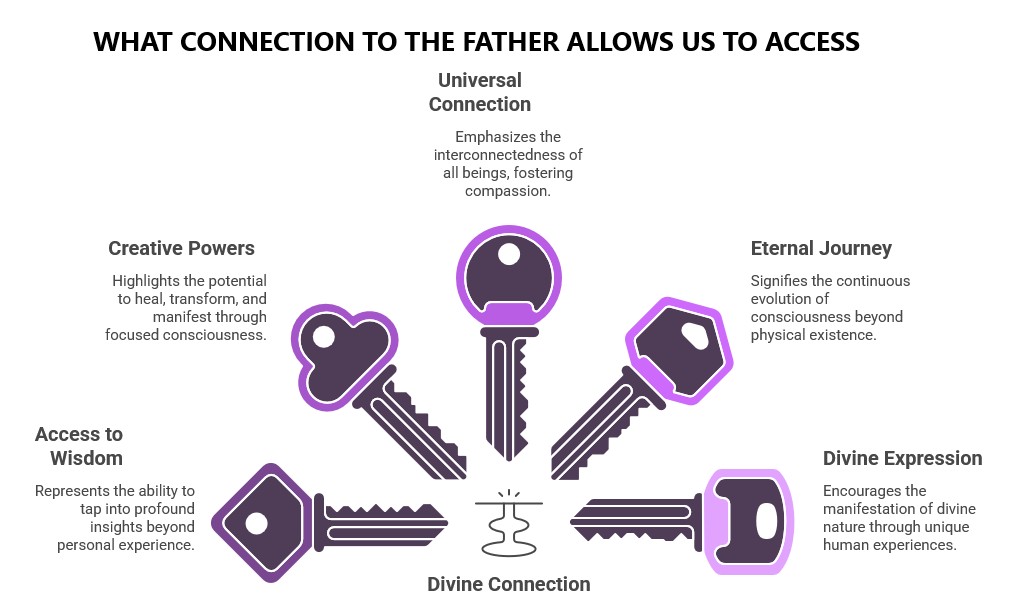 WHAT CONNECTION TO THE FATHER ALLOWS US TO ACCESS
Universal
Connection
Emphasizes the
interconnectedness of
all beings, fostering
compassion.
Creative Powers
Highlights the potential
to heal, transform, and
manifest through
focused consciousness.
Eternal Journey
Signifies the continuous
evolution of
consciousness beyond
physical existence.
Access to
Wisdom
Represents the ability to
tap into profound
insights beyond
personal experience.
Divine Expression
Encourages the
manifestation of divine
nature through unique
human experiences.
Divine Connection